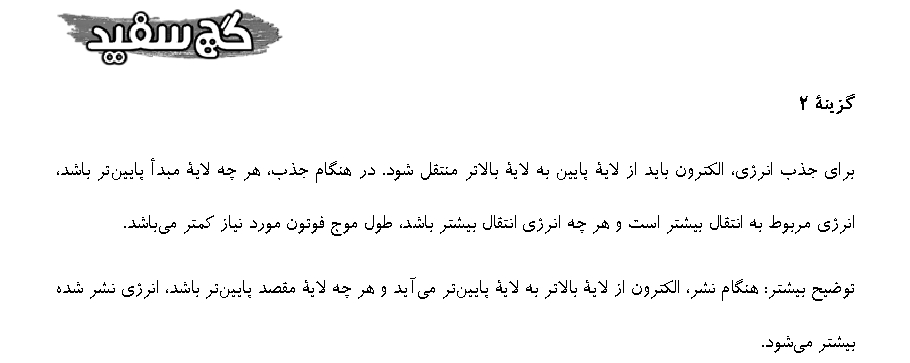 گچ سفید
گزینهٔ ۲
برای جذب انرژی، الکترون باید از لایهٔ پایین به لایهٔ بالاتر منتقل شود. در هنگام جذب، هر چه لایهٔ مبدأ پایین‌تر باشد،
انرژی مربوط به انتقال بیشتر است و هر چه انرژی انتقال بیشتر باشد، طول موج فوتون مورد نیاز کمتر می‌باشد.
توضیح بیشتر: هنگام نشر، الکترون از لایهٔ بالاتر به لایهٔ پایین‌تر می‌آید و هر چه لایهٔ مقصد پایین‌تر باشد، انرژی نشر شده
بیشتر می‌شود.